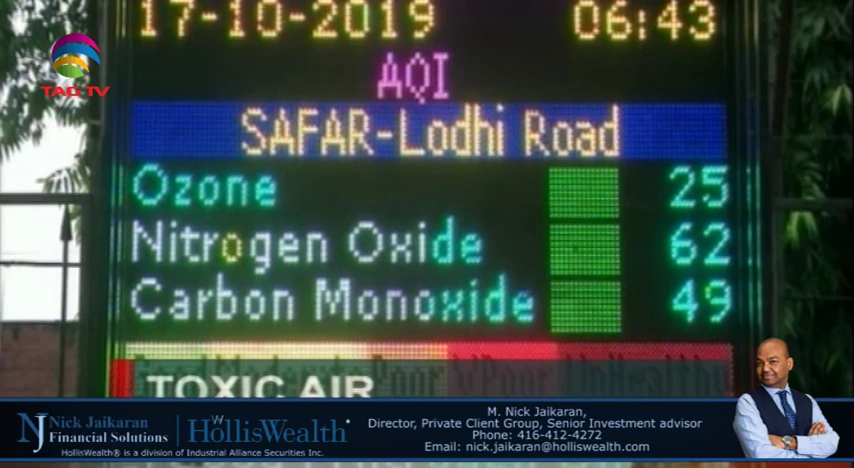 17-10-2019 06:43
TAG TV
AQI
SAFAR-Lodhi Road
Ozone 25
Nitrogen Oxide 62
Carbon Monoxide 49
Poor
TOXIC AIR
NJ Nick Jaikaran
Financial Solutions
HollisWealth®
HollisWealth® is a division of Industrial Alliance Securities Inc.
M. Nick Jaikaran,
Director, Private Client Group, Senior Investment advisor
Phone: 416-412-4272
Email: nick.jaikaran@holliswealth.com